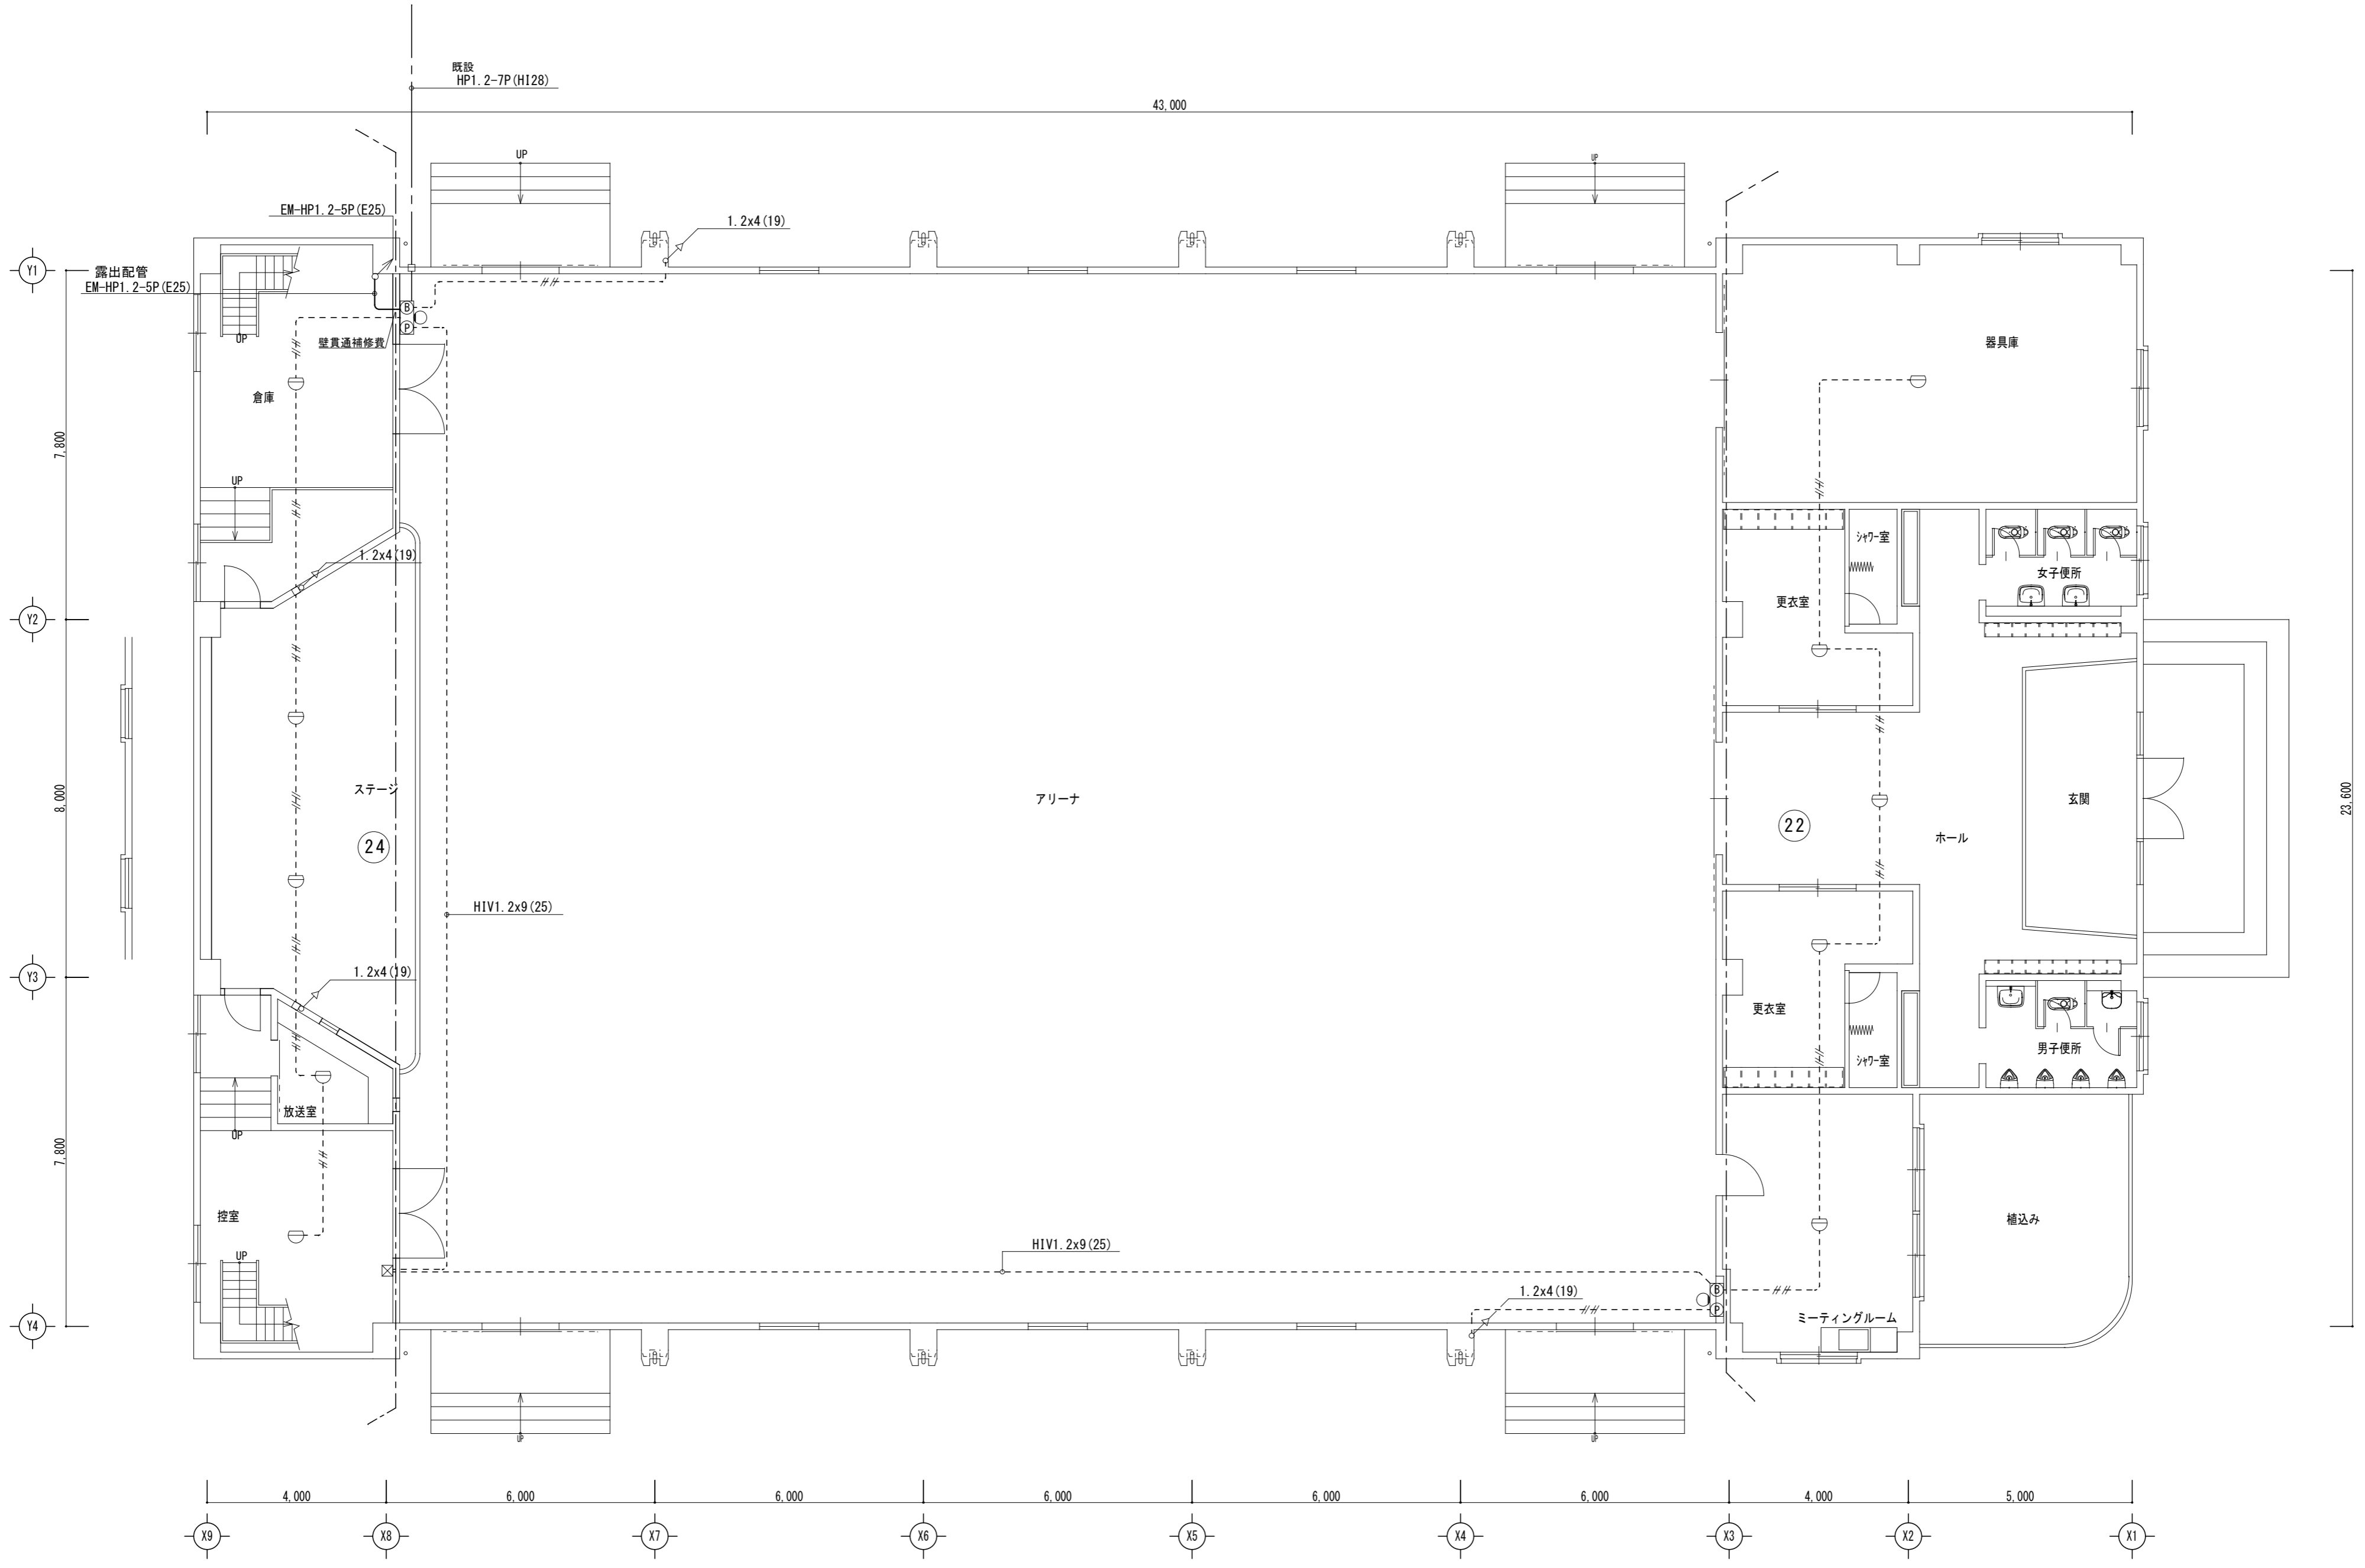 既設
HP1.2-7P(HI28)
43,000
UP
UP
EM-HP1.2-5P(E25)
1.2x4(19)
Y1
露出配管
EM-HP1.2-5P(E25)
B
P
壁貫通補修費
UP
器具庫
倉庫
7,800
UP
シャワー室
1.2x4(19)
女子便所
更衣室
Y2
ステージ
アリーナ
玄関
8,000
23,600
22
24
ホール
HIV1.2x9(25)
1.2x4(19)
Y3
更衣室
男子便所
シャワー室
放送室
UP
7,800
控室
植込み
HIV1.2x9(25)
UP
1.2x4(19)
B
P
Y4
ミーティングルーム
UP
UP
4,000
6,000
6,000
6,000
6,000
6,000
4,000
5,000
X9
X8
X7
X6
X5
X4
X3
X2
X1